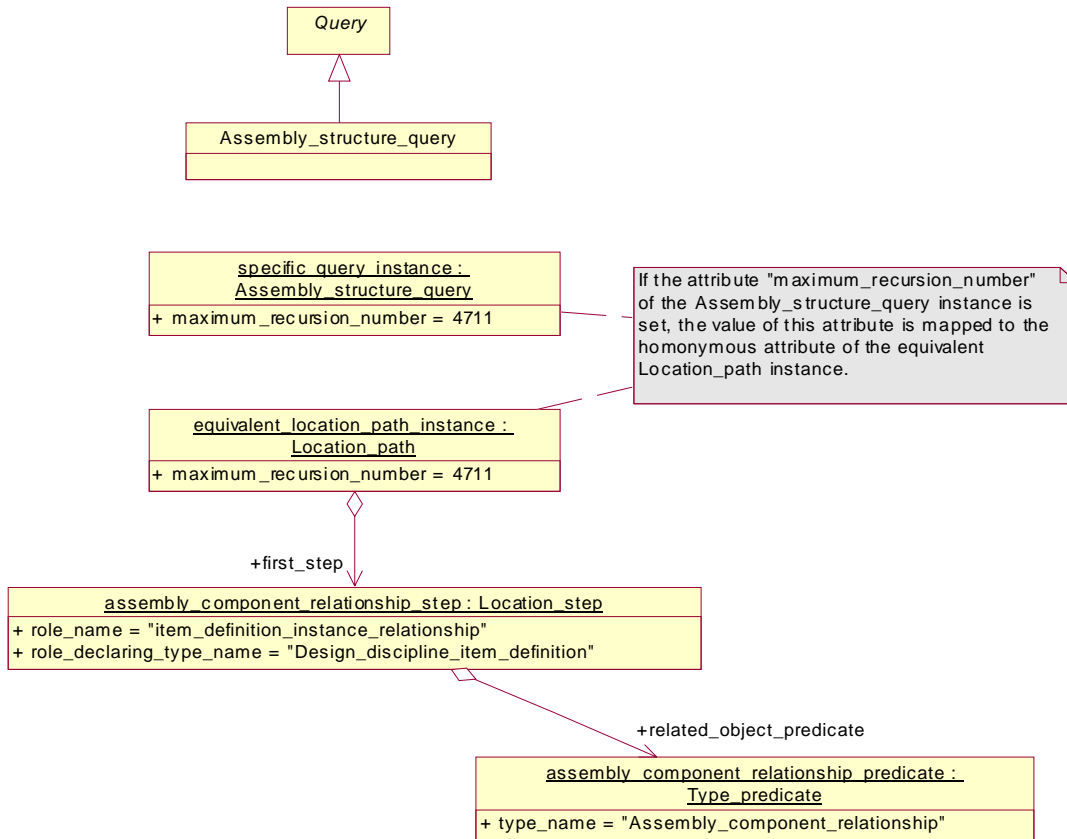 Query
Assembly_structure_query
specific_query_instance :
Assembly_structure_query
+ maximum_recursion_number = 4711
If the attribute "maximum_recursion_number"
of the Assembly_structure_query instance is
set, the value of this attribute is mapped to the
homonymous attribute of the equivalent
Location_path instance.
equivalent_location_path_instance :
Location_path
+ maximum_recursion_number = 4711
+first_step
assembly_component_relationship_step : Location_step
+ role_name = "item_definition_instance_relationship"
+ role_declaring_type_name = "Design_discipline_item_definition"
+related_object_predicate
assembly_component_relationship_predicate :
Type_predicate
+ type_name = "Assembly_component_relationship"